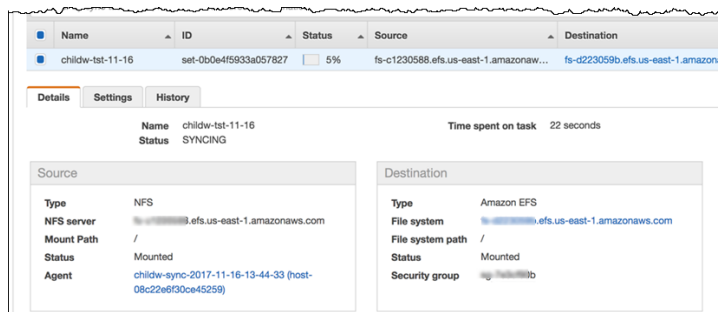 Name ID Status Source Destination
childw-tst-11-16 set-0b0e4f5933a057827 5% fs-c1230588.efs.us-east-1.amazonaw... fs-d223059b.efs.us-east-1.amazon
Details Settings History
Name childw-tst-11-16 Time spent on task 22 seconds
Status SYNCING
Source Destination
Type NFS Type Amazon EFS
NFS server .efs.us-east-1.amazonaws.com File system .efs.us-east-1.amazonaws.com
Mount Path / File system path /
Status Mounted Status Mounted
Agent childw-sync-2017-11-16-13-44-33 (host- Security group
08c22e6f30ce45259)